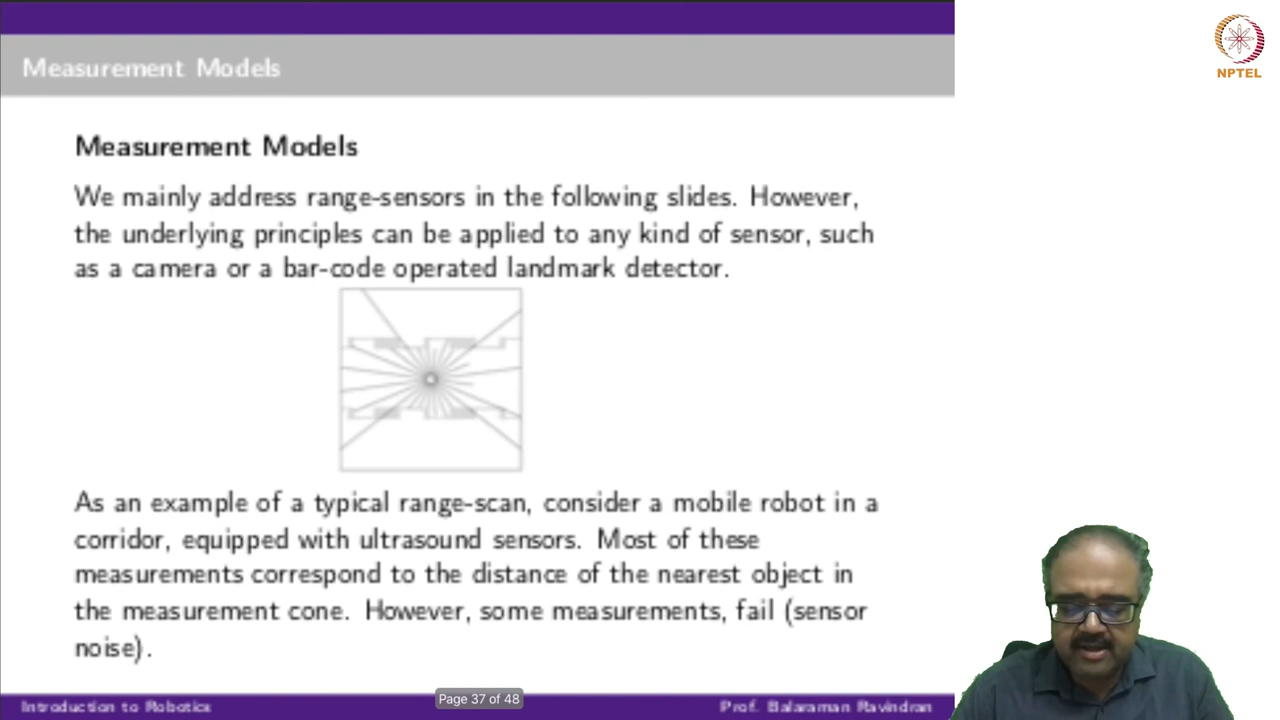 Measurement Models
NPTEL
Measurement Models
We mainly address range-sensors in the following slides. However,
the underlying principles can be applied to any kind of sensor, such
as a camera or a bar-code operated landmark detector.
As an example of a typical range-scan, consider a mobile robot in a
corridor, equipped with ultrasound sensors. Most of these
measurements correspond to the distance of the nearest object in
the measurement cone. However, some measurements, fail (sensor
noise).
Introduction to Robotics
Page 37 of 48
Prof. Balaraman Ravindran